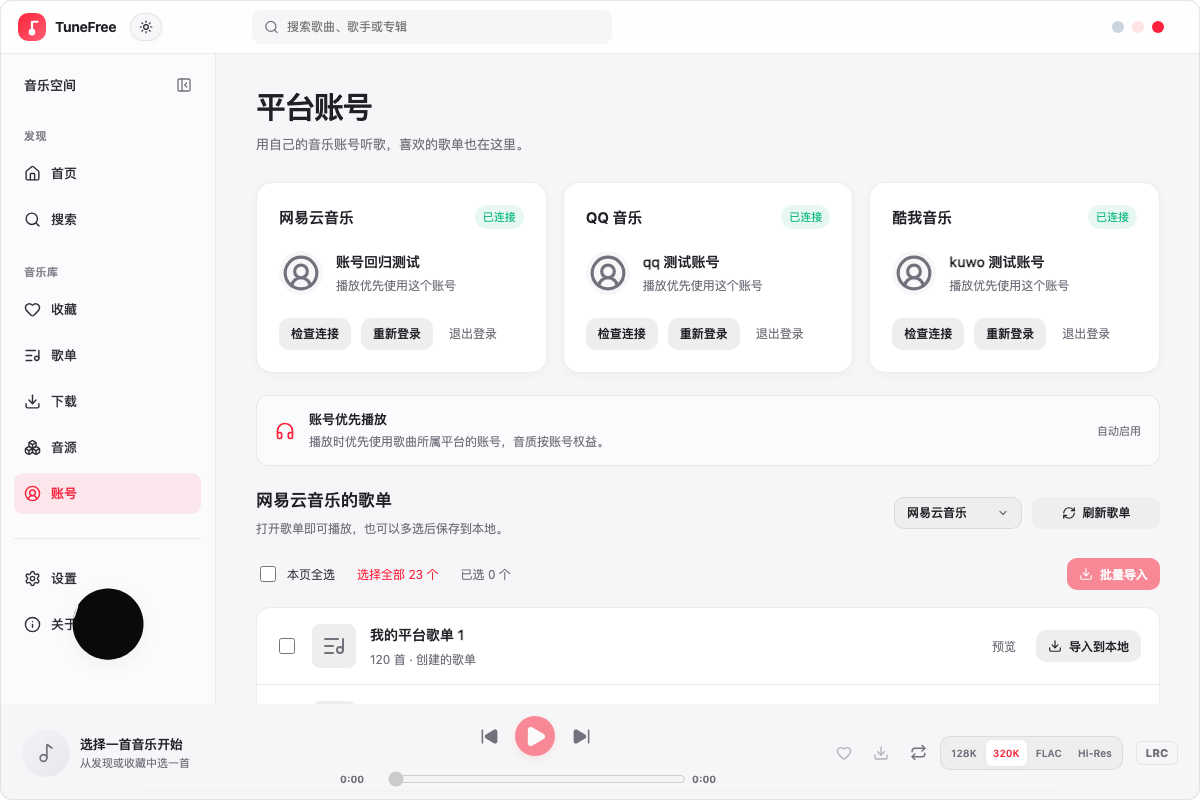 TuneFree
搜索歌曲、歌手或专辑
音乐空间
发现
首页
搜索
音乐库
收藏
歌单
下载
音源
账号
设置
关于
平台账号
用自己的音乐账号听歌，喜欢的歌单也在这里。
网易云音乐
已连接
账号回归测试
播放优先使用这个账号
检查连接
重新登录
退出登录
QQ 音乐
已连接
qq 测试账号
播放优先使用这个账号
检查连接
重新登录
退出登录
酷我音乐
已连接
kuwo 测试账号
播放优先使用这个账号
检查连接
重新登录
退出登录
账号优先播放
播放时优先使用歌曲所属平台的账号，音质按账号权益。
自动启用
网易云音乐的歌单
打开歌单即可播放，也可以多选后保存到本地。
网易云音乐
刷新歌单
本页全选
选择全部 23 个
已选 0 个
批量导入
我的平台歌单 1
120 首 · 创建的歌单
预览
导入到本地
选择一首音乐开始
从发现或收藏中选一首
0:00
0:00
128K
320K
FLAC
Hi-Res
LRC